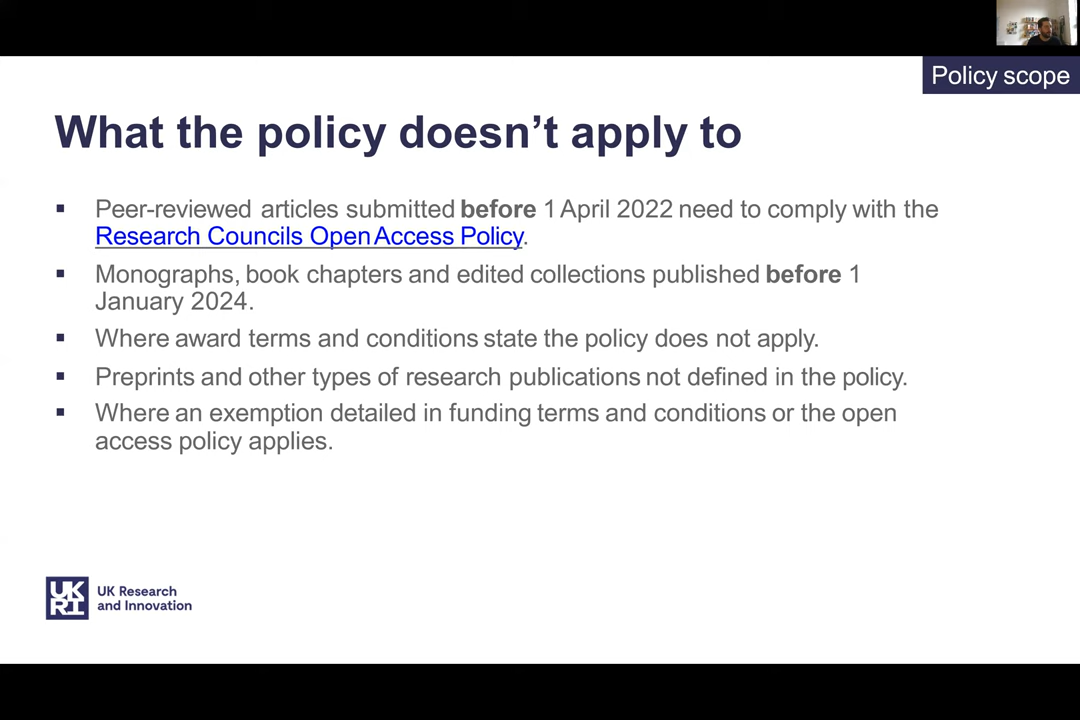 Policy scope
What the policy doesn’t apply to
▪ Peer-reviewed articles submitted before 1 April 2022 need to comply with the
Research Councils Open Access Policy.
▪ Monographs, book chapters and edited collections published before 1
January 2024.
▪ Where award terms and conditions state the policy does not apply.
▪ Preprints and other types of research publications not defined in the policy.
▪ Where an exemption detailed in funding terms and conditions or the open
access policy applies.
UK
RI
UK Research
and Innovation